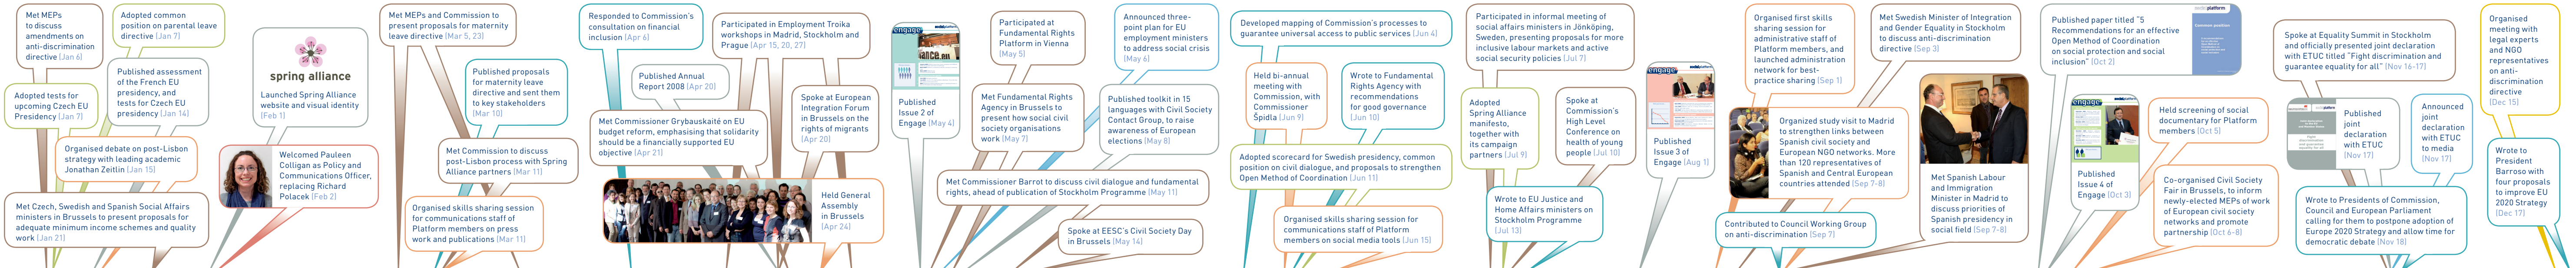 Met MEPs
to discuss
amendments on
anti-discrimination
directive (Jan 6)
Adopted common
position on parental leave
directive (Jan 7)
Adopted tests for
upcoming Czech EU
Presidency (Jan 7)
Published assessment
of the French EU
presidency, and
tests for Czech EU
presidency (Jan 14)
Organised debate on post-Lisbon
strategy with leading academic
Jonathan Zeitlin (Jan 15)
Met Czech, Swedish and Spanish Social Affairs
ministers in Brussels to present proposals for
adequate minimum income schemes and quality
work (Jan 21)
spring alliance
Launched Spring Alliance
website and visual identity
(Feb 1)
Welcomed Pauleen
Colligan as Policy and
Communications Officer,
replacing Richard
Polacek (Feb 2)
Met MEPs and Commission to
present proposals for maternity
leave directive (Mar 5, 23)
Published proposals
for maternity leave
directive and sent them
to key stakeholders
(Mar 10)
Met Commission to discuss
post-Lisbon process with Spring
Alliance partners (Mar 11)
Organised skills sharing session
for communications staff of
Platform members on press
work and publications (Mar 11)
Responded to Commission's
consultation on financial
inclusion (Apr 6)
Participated in Employment Troika
workshops in Madrid, Stockholm and
Prague (Apr 15, 20, 27)
Published Annual
Report 2008 (Apr 20)
Spoke at European
Integration Forum
in Brussels on the
rights of migrants
(Apr 20)
Met Commissioner Grybauskaité on EU
budget reform, emphasising that solidarity
should be a financially supported EU
objective (Apr 21)
Held General
Assembly
in Brussels
(Apr 24)
engage
Published
Issue 2 of
Engage (May 4)
Participated at
Fundamental Rights
Platform in Vienna
(May 5)
Announced three-
point plan for EU
employment ministers
to address social crisis
(May 6)
Met Fundamental Rights
Agency in Brussels to
present how social civil
society organisations
work (May 7)
Published toolkit in 15
languages with Civil Society
Contact Group, to raise
awareness of European
elections (May 8)
Met Commissioner Barrot to discuss civil dialogue and fundamental
rights, ahead of publication of Stockholm Programme (May 11)
Spoke at EESC's Civil Society Day
in Brussels (May 14)
Developed mapping of Commission's processes to
guarantee universal access to public services (Jun 4)
Held bi-annual
meeting with
Commission, with
Commissioner
Špidla (Jun 9)
Wrote to Fundamental
Rights Agency with
recommendations
for good governance
(Jun 10)
Adopted scorecard for Swedish presidency, common
position on civil dialogue, and proposals to strengthen
Open Method of Coordination (Jun 11)
Organised skills sharing session for
communications staff of Platform
members on social media tools (Jun 15)
Participated in informal meeting of
social affairs ministers in Jönköping,
Sweden, presenting proposals for more
inclusive labour markets and active
social security policies (Jul 7)
Adopted
Spring Alliance
manifesto,
together with
its campaign
partners (Jul 9)
Spoke at
Commission's
High Level
Conference on
health of young
people (Jul 10)
Wrote to EU Justice and
Home Affairs ministers on
Stockholm Programme
(Jul 13)
engage
Published
Issue 3 of
Engage (Aug 1)
Organised first skills
sharing session for
administrative staff of
Platform members, and
launched administration
network for best-
practice sharing (Sep 1)
Met Swedish Minister of Integration
and Gender Equality in Stockholm
to discuss anti-discrimination
directive (Sep 3)
Organized study visit to Madrid
to strengthen links between
Spanish civil society and
European NGO networks. More
than 120 representatives of
Spanish and Central European
countries attended (Sep 7-8)
Contributed to Council Working Group
on anti-discrimination (Sep 7)
Met Spanish Labour
and Immigration
Minister in Madrid to
discuss priorities of
Spanish presidency in
social field (Sep 7-8)
Published paper titled "5
Recommendations for an effective
Open Method of Coordination
on social protection and social
inclusion" (Oct 2)
engage
Published
Issue 4 of
Engage (Oct 3)
Held screening of social
documentary for Platform
members (Oct 5)
Co-organised Civil Society
Fair in Brussels, to inform
newly-elected MEPs of work
of European civil society
networks and promote
partnership (Oct 6-8)
Spoke at Equality Summit in Stockholm
and officially presented joint declaration
with ETUC titled "Fight discrimination and
guarantee equality for all" (Nov 16-17)
Published
joint
declaration
with ETUC
(Nov 17)
Announced
joint
declaration
with ETUC
to media
(Nov 17)
Wrote to Presidents of Commission,
Council and European Parliament
calling for them to postpone adoption of
Europe 2020 Strategy and allow time for
democratic debate (Nov 18)
Organised
meeting with
legal experts
and NGO
representatives
on anti-
discrimination
directive
(Dec 15)
Wrote to
President
Barroso with
four proposals
to improve EU
2020 Strategy
(Dec 17)